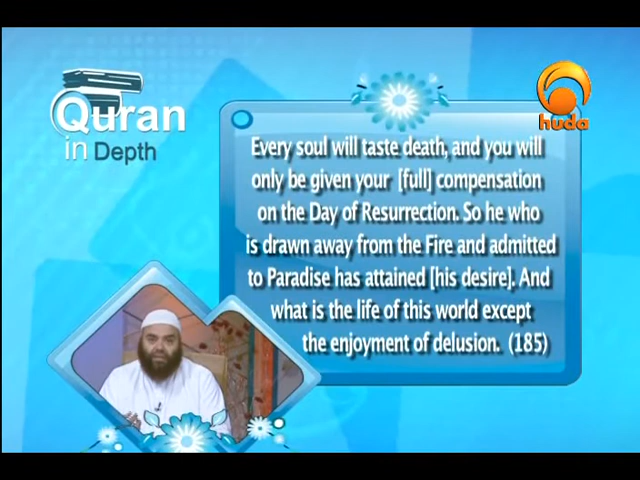 Quran
in Depth
huda
Every soul will taste death, and you will
only be given your [full] compensation
on the Day of Resurrection. So he who
is drawn away from the Fire and admitted
to Paradise has attained [his desire]. And
what is the life of this world except
the enjoyment of delusion. (185)